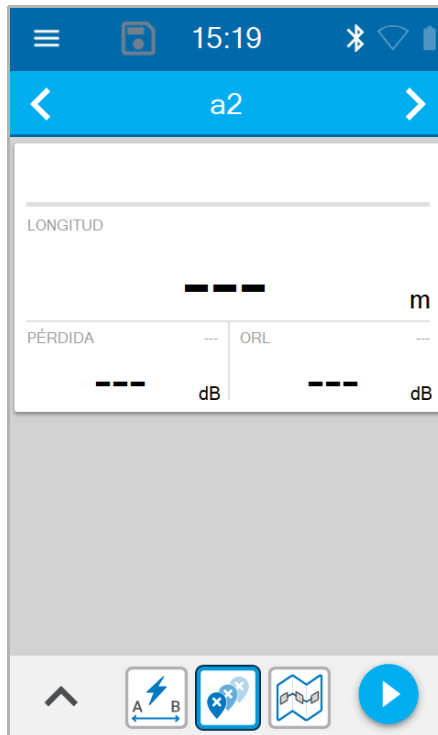 15:19
a2
LONGITUD
--- m
PÉRDIDA ---
--- dB
ORL ---
--- dB
A B